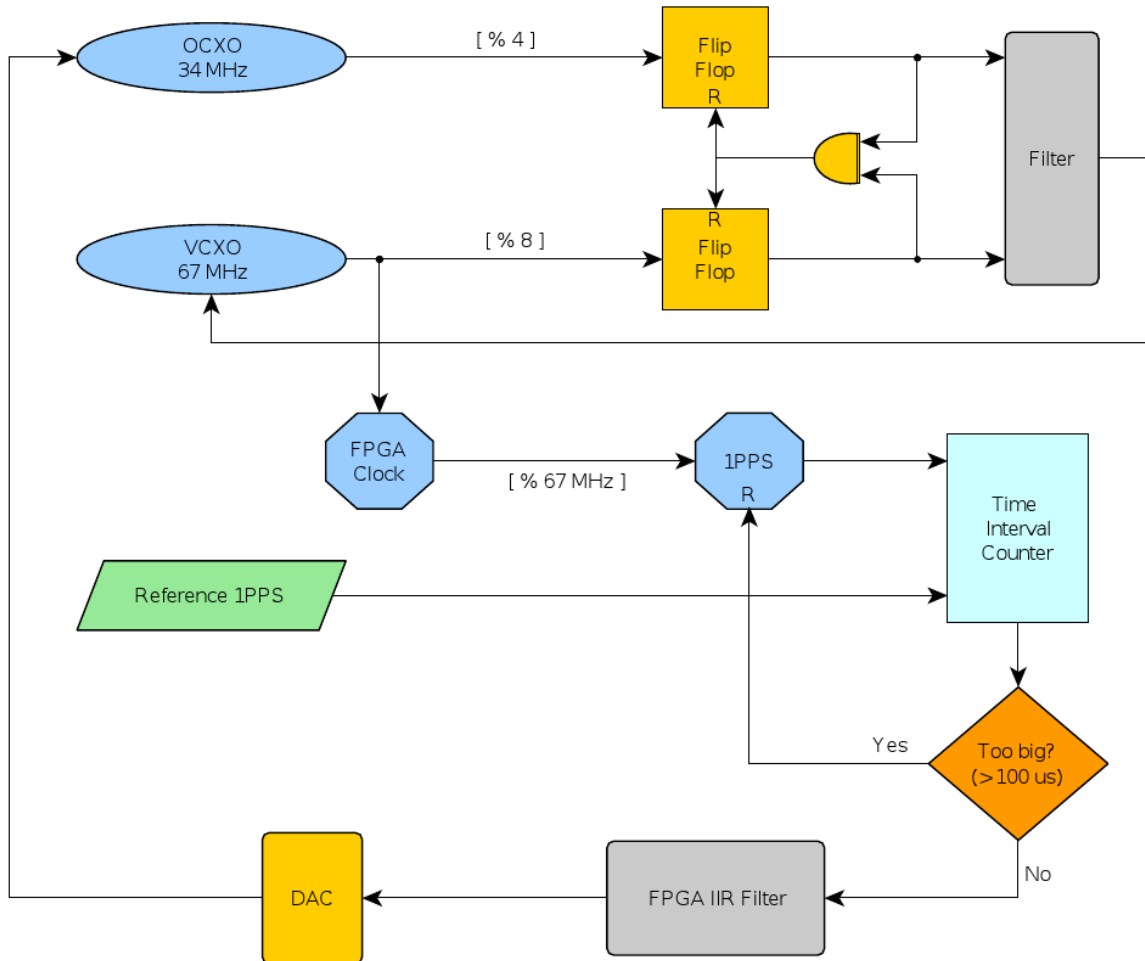 OCXO
34 MHz
[ % 4 ]
Flip
Flop
R
Filter
VCXO
67 MHz
[ % 8 ]
R
Flip
Flop
FPGA
Clock
[ % 67 MHz ]
1PPS
R
Time
Interval
Counter
Reference 1PPS
Yes
Too big?
(>100 us)
No
DAC
FPGA IIR Filter